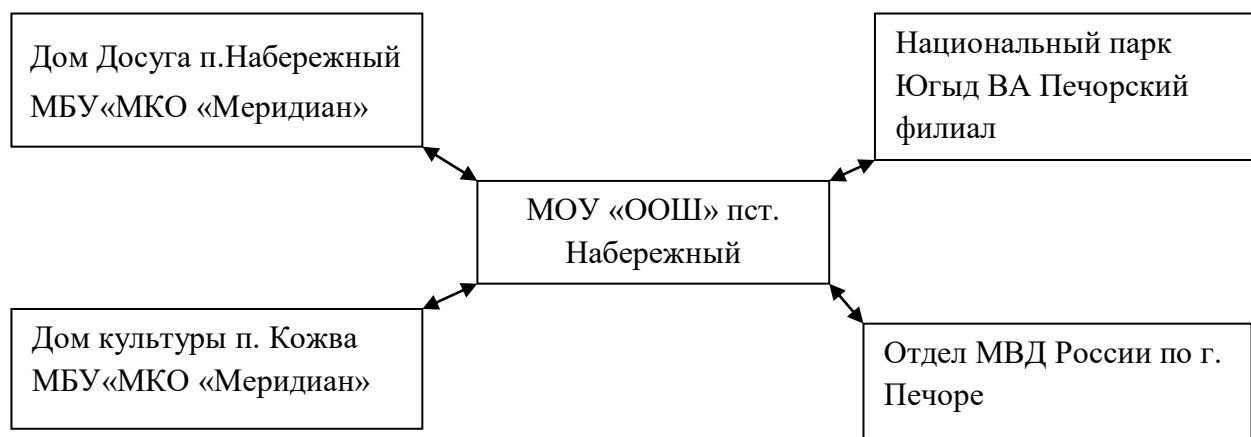 Дом Досуга п.Набережный
МБУ«МКО «Меридиан»
Национальный парк
Югыд ВА Печорский
филиал
МОУ «ООШ» пст.
Набережный
Дом культуры п. Кожва
МБУ«МКО «Меридиан»
Отдел МВД России по г.
Печоре